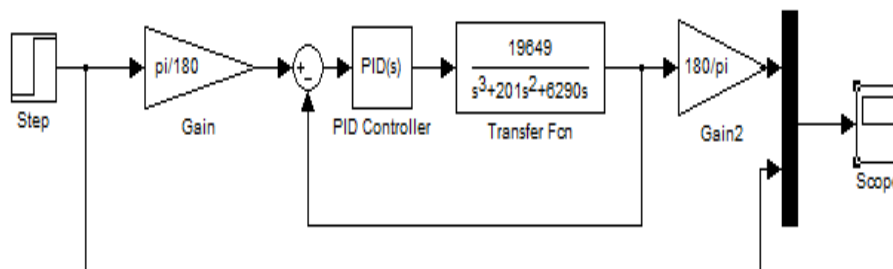 pi/180
PID(s)
19649
s³+201s²+6290s
180/pi
Step
Gain
PID Controller
Transfer Fcn
Gain2
Scope